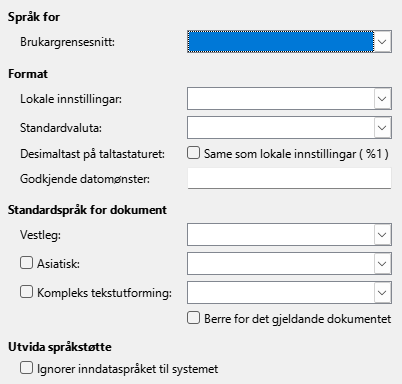 Språk for
Brukargrensesnitt:
Format
Lokale innstillingar:
Standardvaluta:
Desimaltast på taltastaturet: Same som lokale innstillingar ( %1 )
Godkjende datomønster:
Standardspråk for dokument
Vestleg:
Asiatisk:
Kompleks tekstutforming:
Berre for det gjeldande dokumentet
Utvida språkstøtte
Ignorer inndataspråket til systemet